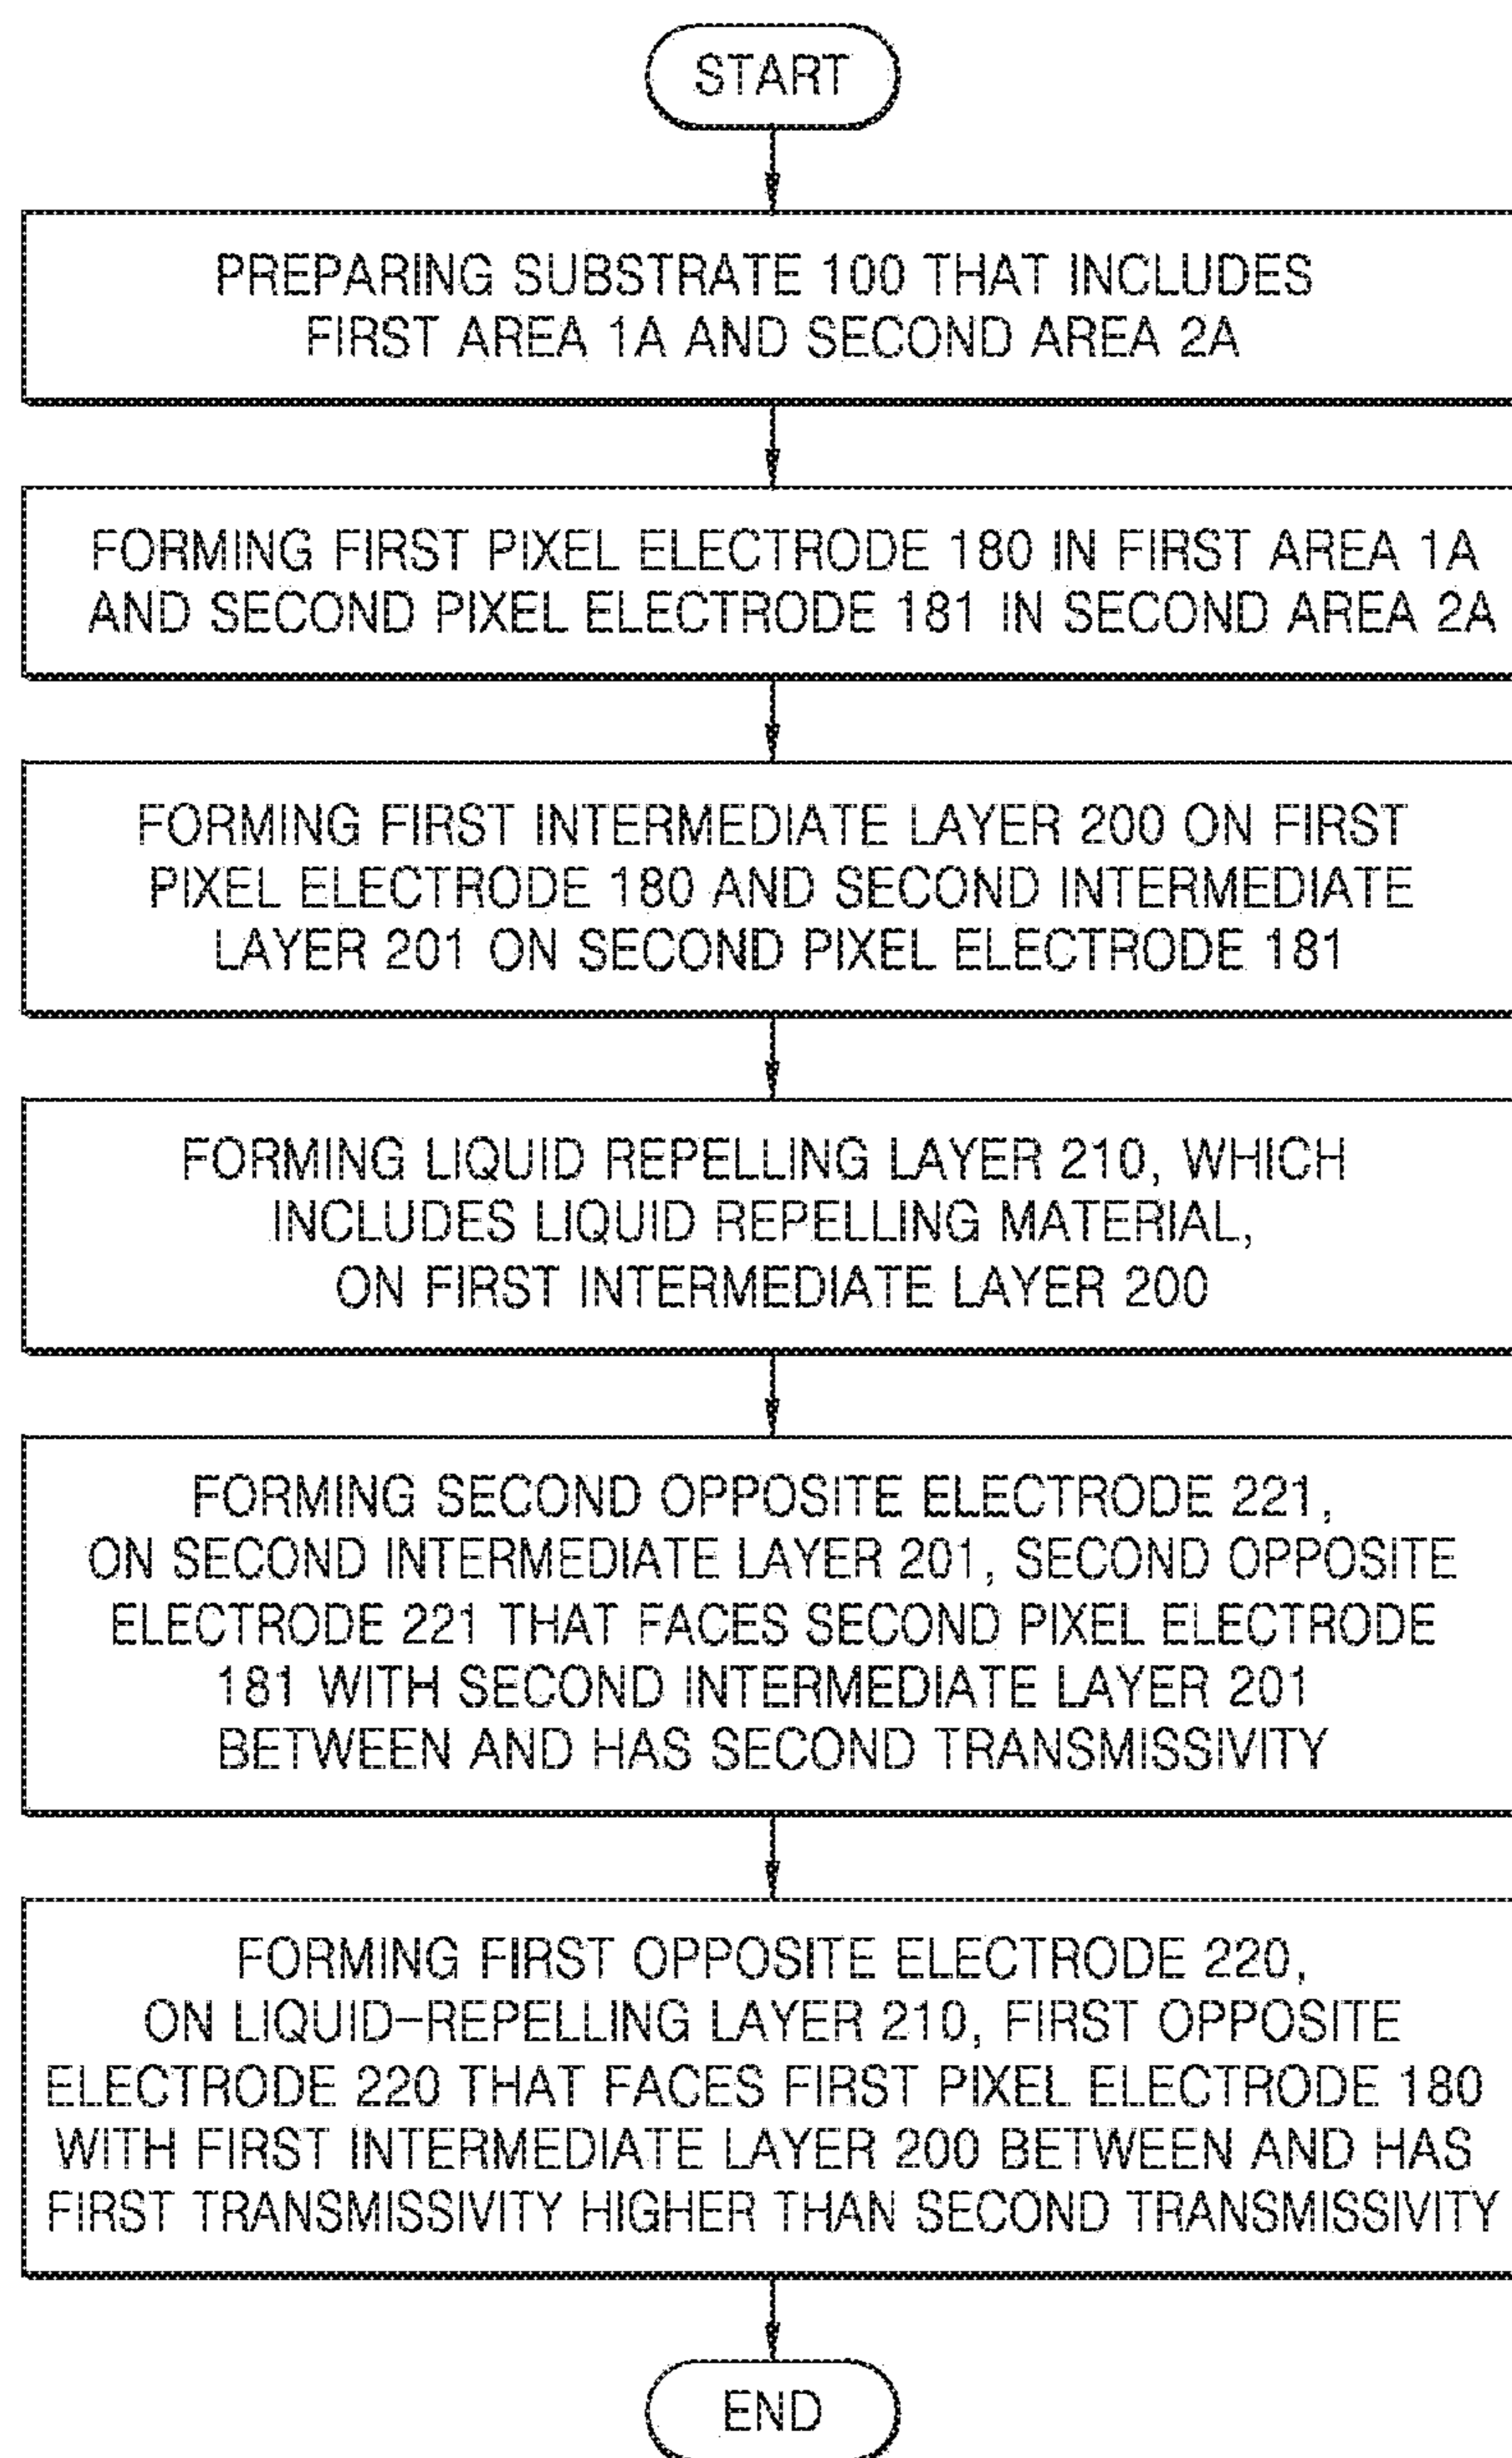 START
PREPARING SUBSTRATE 100 THAT INCLUDES
FIRST AREA 1A AND SECOND AREA 2A
FORMING FIRST PIXEL ELECTRODE 180 IN FIRST AREA 1A
AND SECOND PIXEL ELECTRODE 181 IN SECOND AREA 2A
FORMING FIRST INTERMEDIATE LAYER 200 ON FIRST
PIXEL ELECTRODE 180 AND SECOND INTERMEDIATE
LAYER 201 ON SECOND PIXEL ELECTRODE 181
FORMING LIQUID REPELLING LAYER 210, WHICH
INCLUDES LIQUID REPELLING MATERIAL,
ON FIRST INTERMEDIATE LAYER 200
FORMING SECOND OPPOSITE ELECTRODE 221,
ON SECOND INTERMEDIATE LAYER 201, SECOND OPPOSITE
ELECTRODE 221 THAT FACES SECOND PIXEL ELECTRODE
181 WITH SECOND INTERMEDIATE LAYER 201
BETWEEN AND HAS SECOND TRANSMISSIVITY
FORMING FIRST OPPOSITE ELECTRODE 220,
ON LIQUID-REPELLING LAYER 210, FIRST OPPOSITE
ELECTRODE 220 THAT FACES FIRST PIXEL ELECTRODE 180
WITH FIRST INTERMEDIATE LAYER 200 BETWEEN AND HAS
FIRST TRANSMISSIVITY HIGHER THAN SECOND TRANSMISSIVITY
END